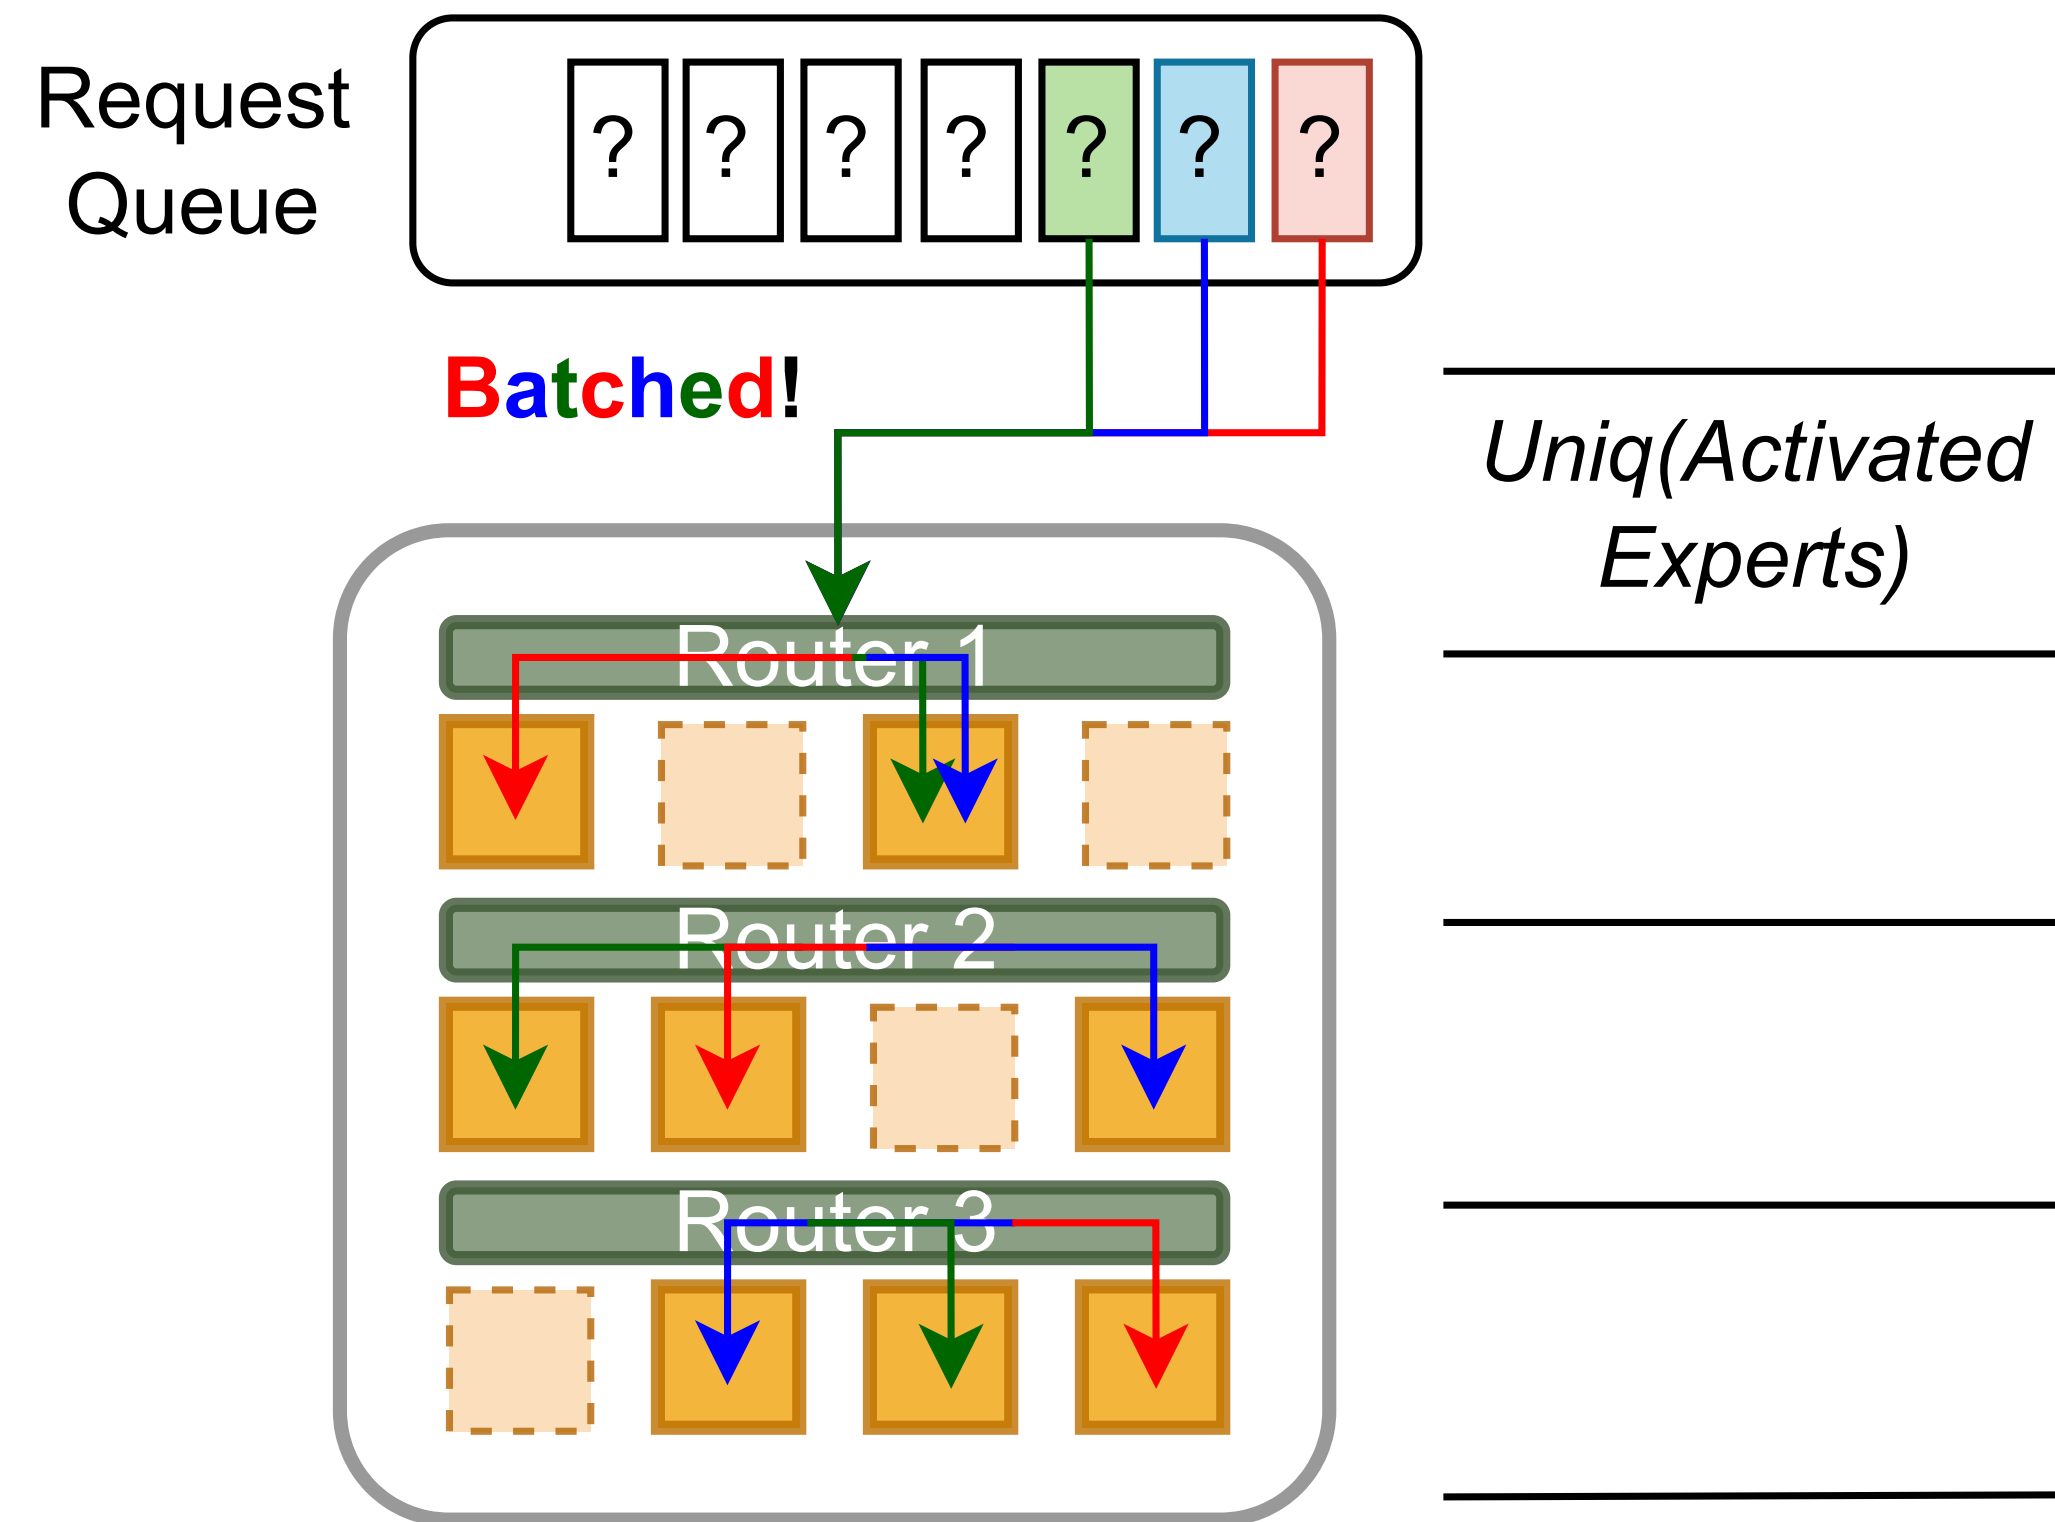 Request
Queue
? ? ? ? ? ? ?
Batched!
Uniq(Activated
Experts)
Router 1
Router 2
Router 3